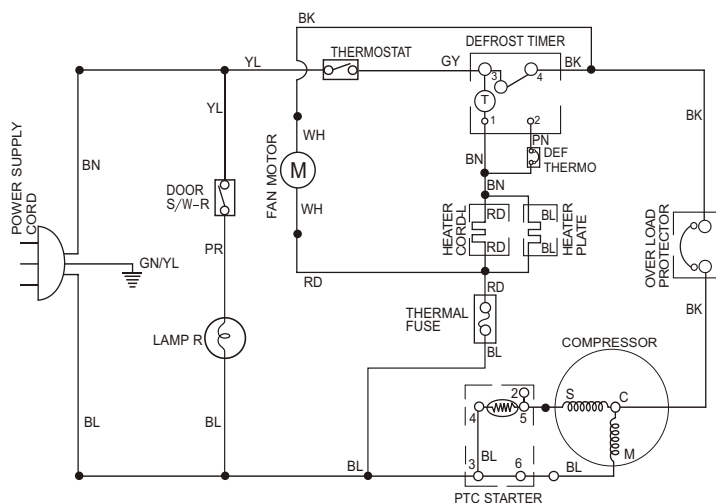 BK
THERMOSTAT
DEFROST TIMER
YL
GY
3
4
BK
YL
T
1
2
BK
WH
PN
BN
DEF
THERMO
POWER SUPPLY
CORD
BN
FAN MOTOR
M
DOOR
S/W-R
WH
BN
HEATER
CORD-L
RD
BL
HEATER
PLATE
RD
BL
OVER LOAD
PROTECTOR
PR
GN/YL
RD
RD
THERMAL
FUSE
BL
BK
LAMP R
COMPRESSOR
BL
BL
2
4
5
S
C
M
BL
3
6
BL
BL
PTC STARTER